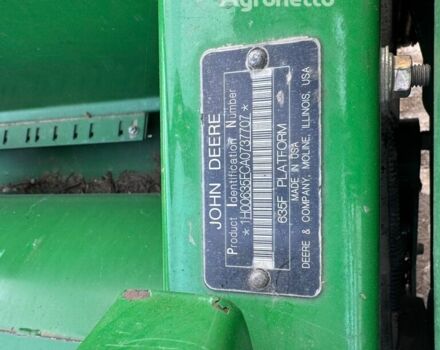 Agronetto
JOHN DEERE
Product Identification Number
*1H00635FCA0737707*
635F PLATFORM
MADE IN USA
DEERE & COMPANY, MOLINE, ILLINOIS, USA